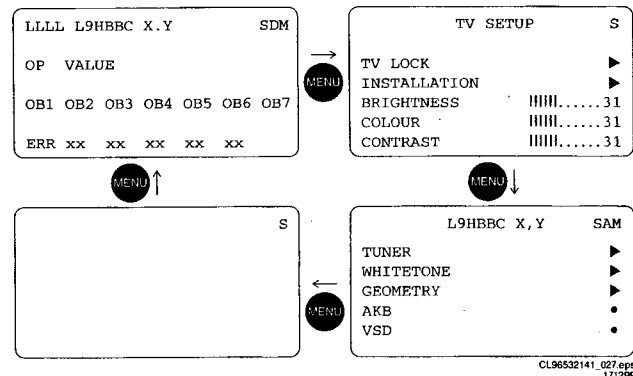 LLLL L9HBBC X.Y SDM
OP VALUE
OB1 OB2 OB3 OB4 OB5 OB6 OB7
ERR xx xx xx xx xx
MENU
TV SETUP S
TV LOCK ▶
INSTALLATION ▶
BRIGHTNESS ......31
COLOUR ......31
CONTRAST ......31
MENU
MENU
S
MENU
L9HBBC X,Y SAM
TUNER ▶
WHITETONE ▶
GEOMETRY ▶
AKB •
VSD •
CL96532141_027.eps